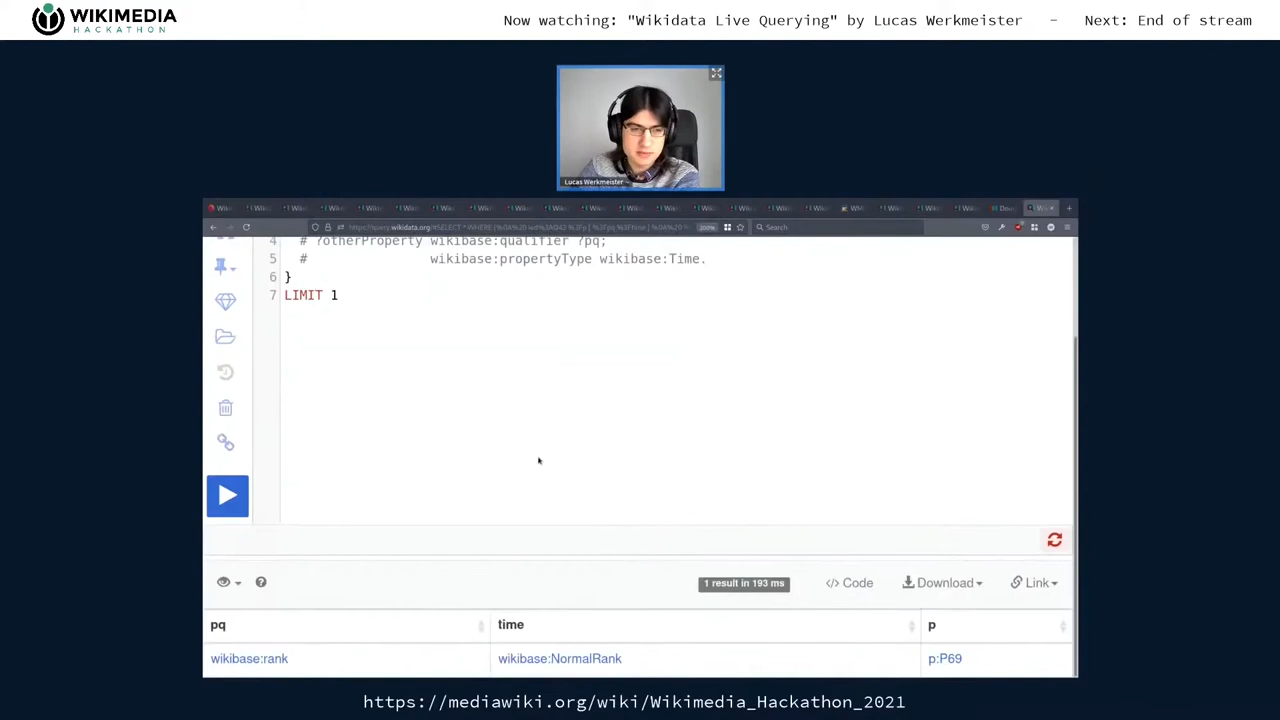 WIKIMEDIA
HACKATHON
Now watching: "Wikidata Live Querying" by Lucas Werkmeister - Next: End of stream
Lucas Werkmeister
Search
4 # ?otherProperty wikibase:qualifier ?pq;
5 # wikibase:propertyType wikibase:Time.
6 }
7 LIMIT 1
1 result in 193 ms
</> Code
Download
Link
pq time p
wikibase:rank wikibase:NormalRank p:P69
https://mediawiki.org/wiki/Wikimedia_Hackathon_2021